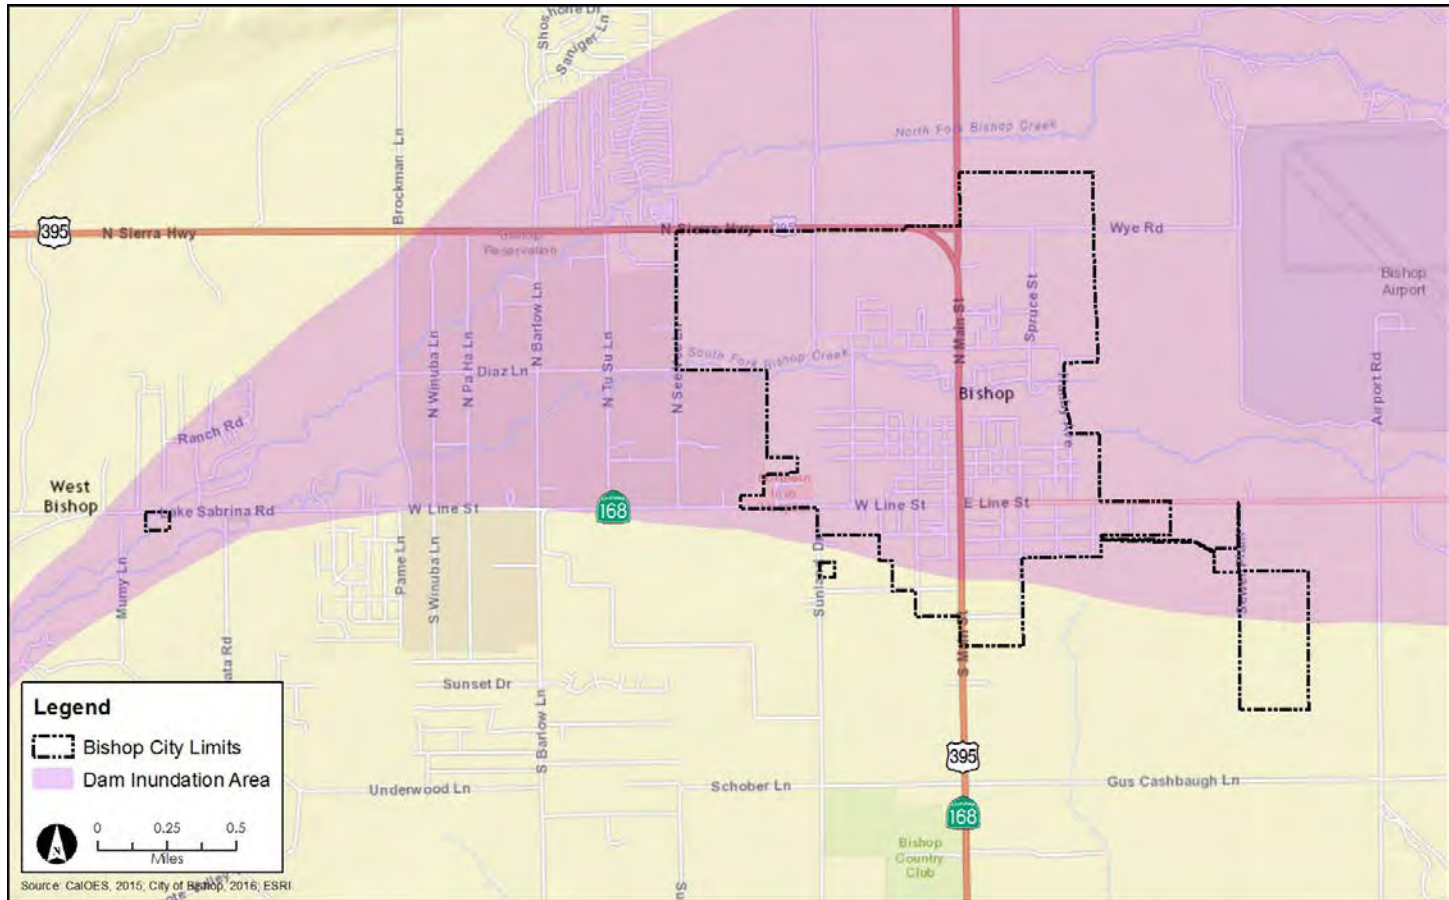 Shoshone Dr
Saniger Ln
Brockman Ln
North Fork Bishop Creek
395
N Sierra Hwy
N Sierra Hwy
395
Wye Rd
Bishop
Reservation
Bishop
Airport
N Barlow Ln
Spruce St
N Main St
N Winuba Ln
N Pa Ha Ln
N Tu Su Ln
South Fork Bishop Creek
Diaz Ln
Airport Rd
Bishop
Ranch Rd
West
Bishop
Lake Sabrina Rd
W Line St
168
W Line St
E Line St
Mumy Ln
Pame Ln
S Winuba Ln
S Main St
Sunset Dr
S Barlow Ln
Legend
Bishop City Limits
Dam Inundation Area
N
0 0.25 0.5
Miles
Source: CalOES, 2015; City of Bishop, 2016; ESRI
395
Underwood Ln
Schober Ln
Gus Cashbaugh Ln
168
Bishop
Country
Club